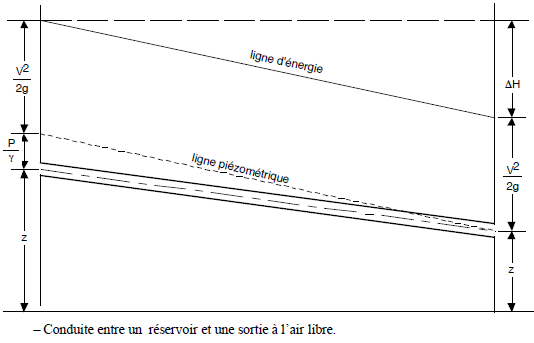 ligne d'énergie
V²
2g
ΔH
P
γ
ligne piézométrique
V²
2g
z
z
– Conduite entre un réservoir et une sortie à l'air libre.